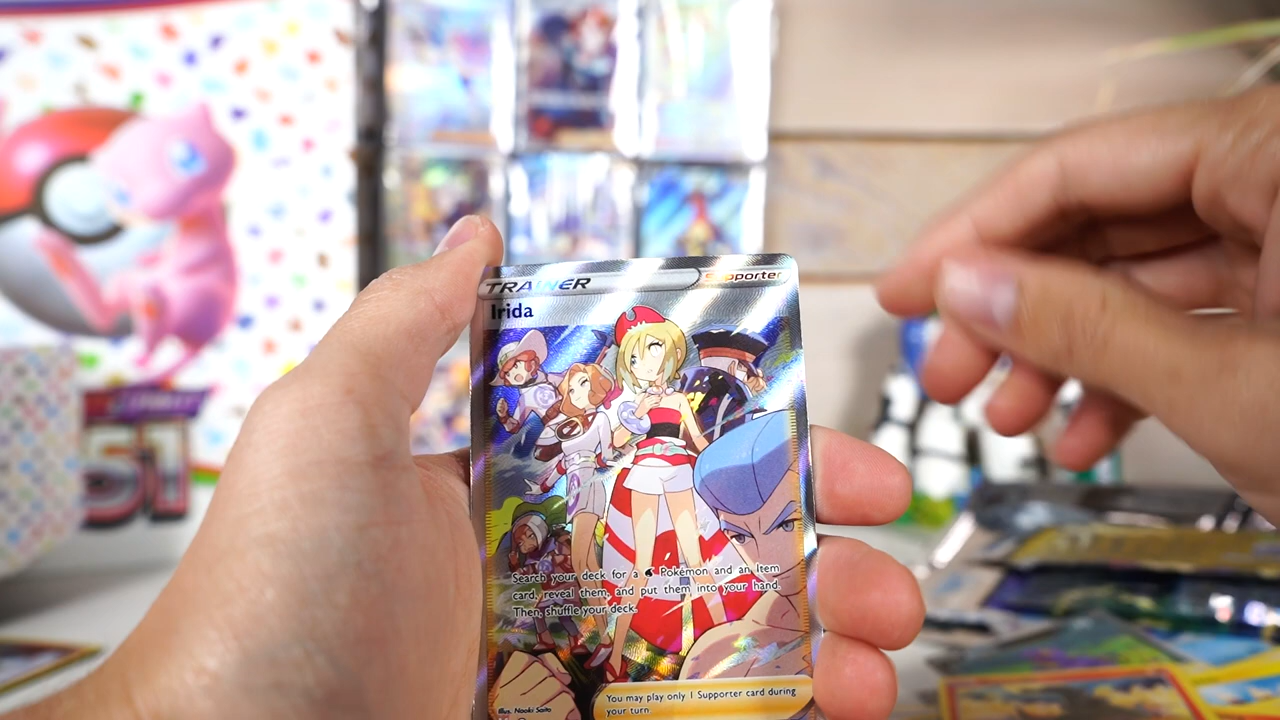 TRAINER
Supporter
Irida
51
Search your deck for a Pokémon and an Item
card, reveal them, and put them into your hand.
Then, shuffle your deck.
You may play only 1 Supporter card during
your turn.
Illus. Naoki Saito